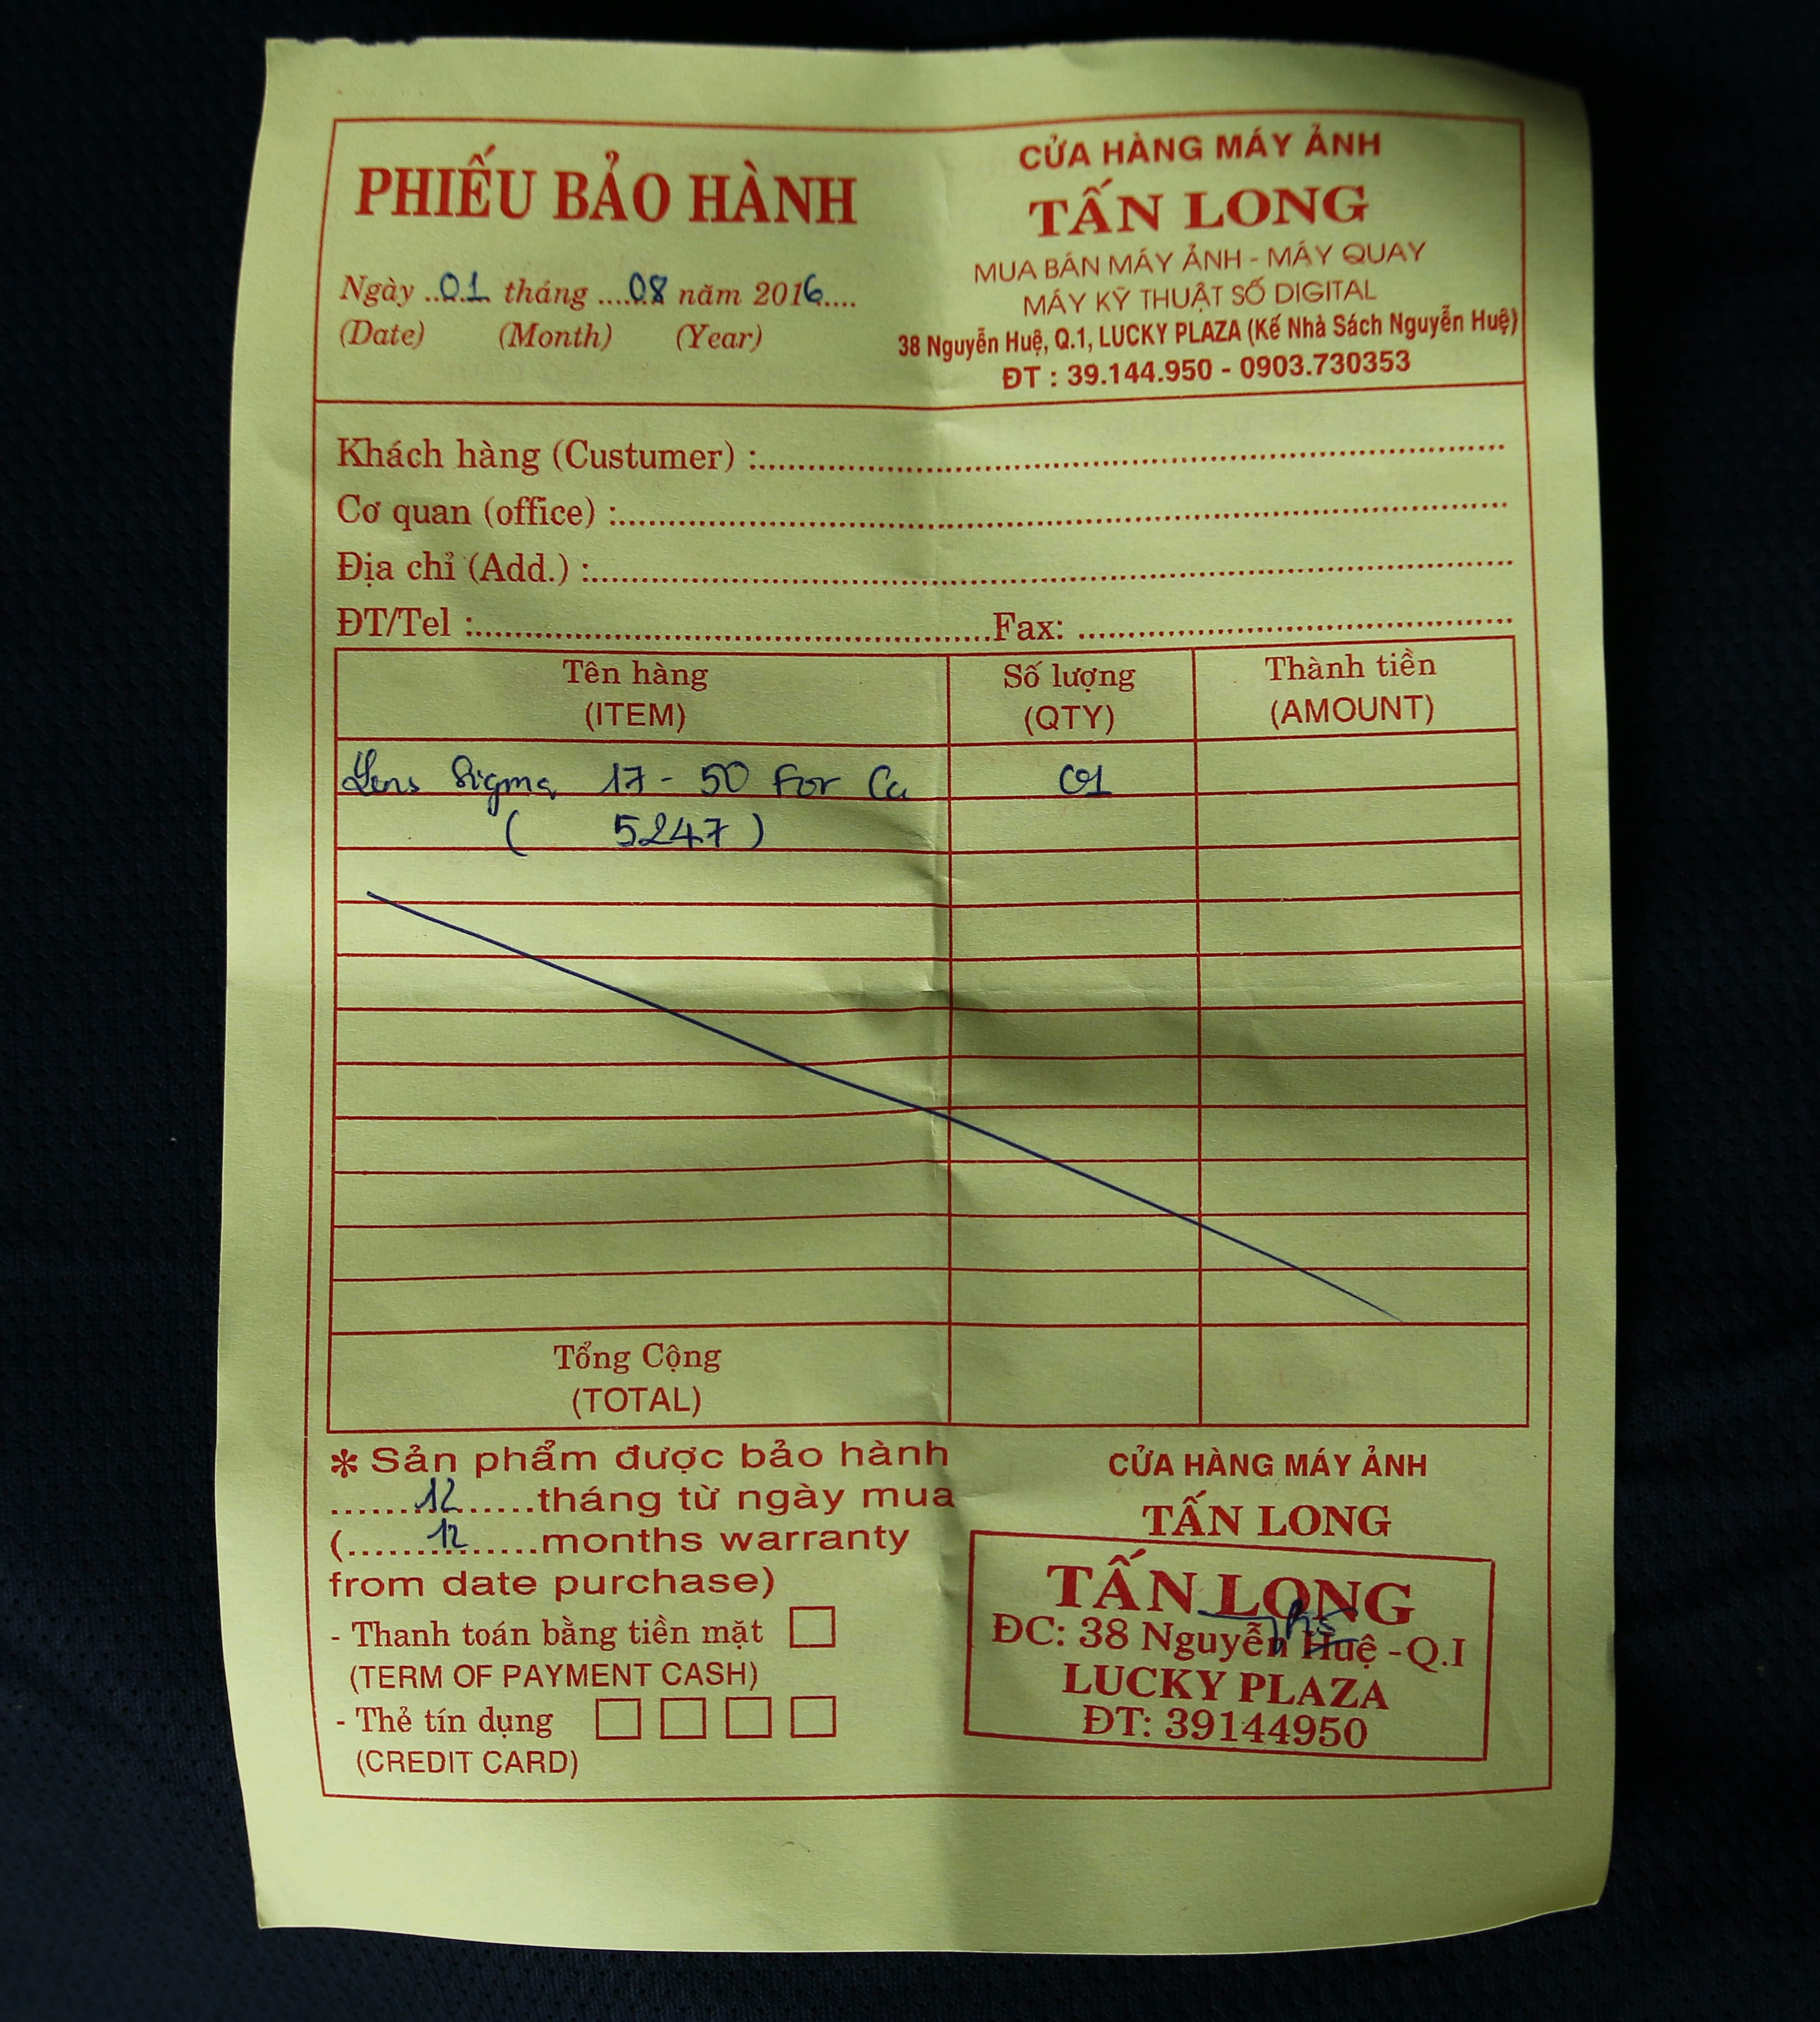 PHIẾU BẢO HÀNH
Ngày ..01.. tháng ....08 năm 2016....
(Date) (Month) (Year)
CỬA HÀNG MÁY ẢNH
TẤN LONG
MUA BÁN MÁY ẢNH - MÁY QUAY
MÁY KỸ THUẬT SỐ DIGITAL
38 Nguyễn Huệ, Q.1, LUCKY PLAZA (Kế Nhà Sách Nguyễn Huệ)
ĐT : 39.144.950 - 0903.730353
Khách hàng (Custumer) :
Cơ quan (office) :
Địa chỉ (Add.) :
ĐT/Tel : Fax:
Tên hàng Số lượng Thành tiền
(ITEM) (QTY) (AMOUNT)
Lens Sigma 17-50 For Ca 01
( 5247 )
Tổng Cộng
(TOTAL)
✻ Sản phẩm được bảo hành
.......12.......tháng từ ngày mua
(.......12.......months warranty
from date purchase)
- Thanh toán bằng tiền mặt
(TERM OF PAYMENT CASH)
- Thẻ tín dụng
(CREDIT CARD)
CỬA HÀNG MÁY ẢNH
TẤN LONG
TẤN LONG
ĐC: 38 Nguyễn Huệ -Q.I
LUCKY PLAZA
ĐT: 39144950